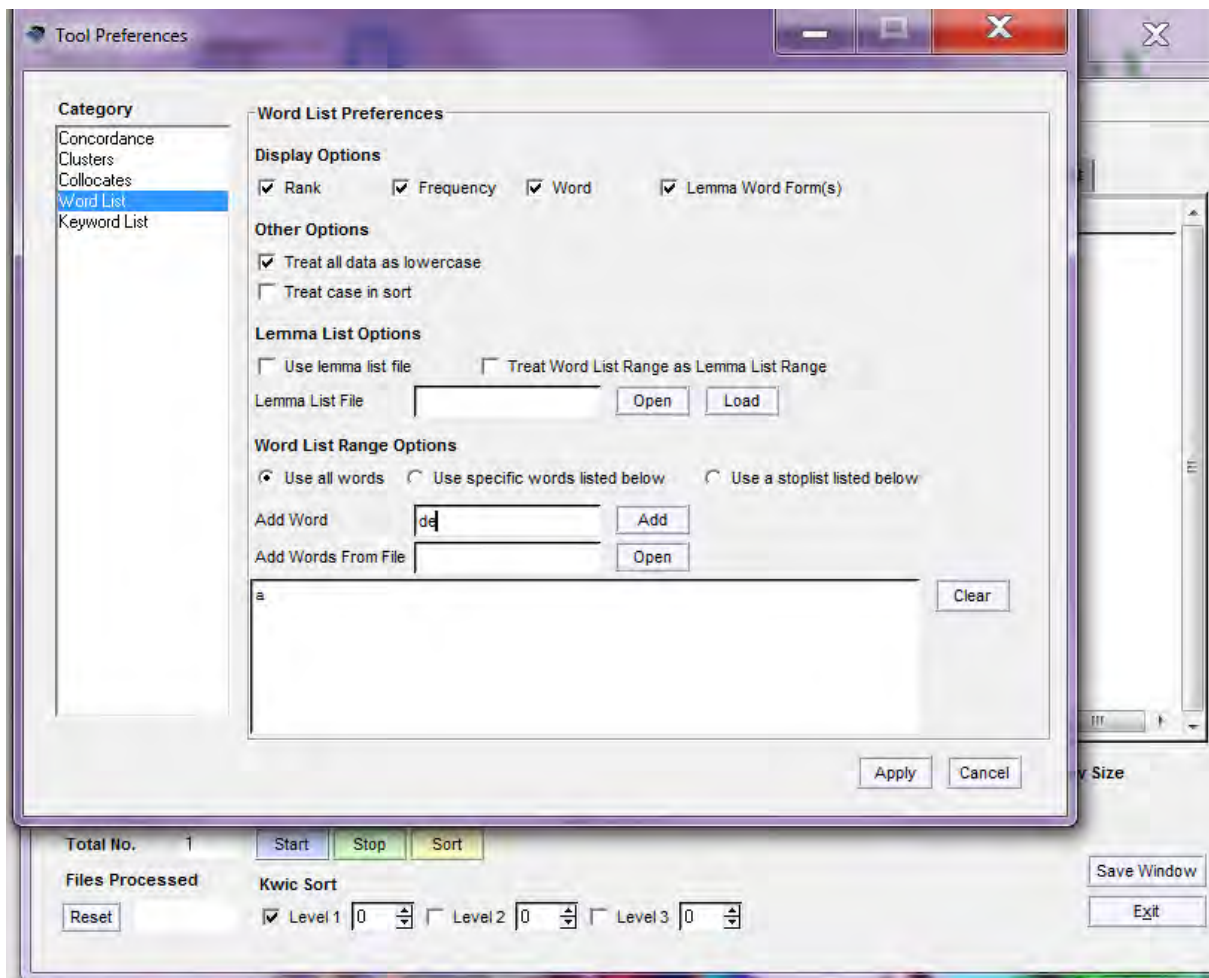 Tool Preferences
Category
Concordance
Clusters
Collocates
Word List
Keyword List
Word List Preferences
Display Options
Rank Frequency Word Lemma Word Form(s)
Other Options
Treat all data as lowercase
Treat case in sort
Lemma List Options
Use lemma list file Treat Word List Range as Lemma List Range
Lemma List File Open Load
Word List Range Options
Use all words Use specific words listed below Use a stoplist listed below
Add Word de Add
Add Words From File Open
a Clear
Apply Cancel
Size
Total No. 1 Start Stop Sort
Files Processed
Kwic Sort
Save Window
Reset Level 1 0 Level 2 0 Level 3 0
Exit